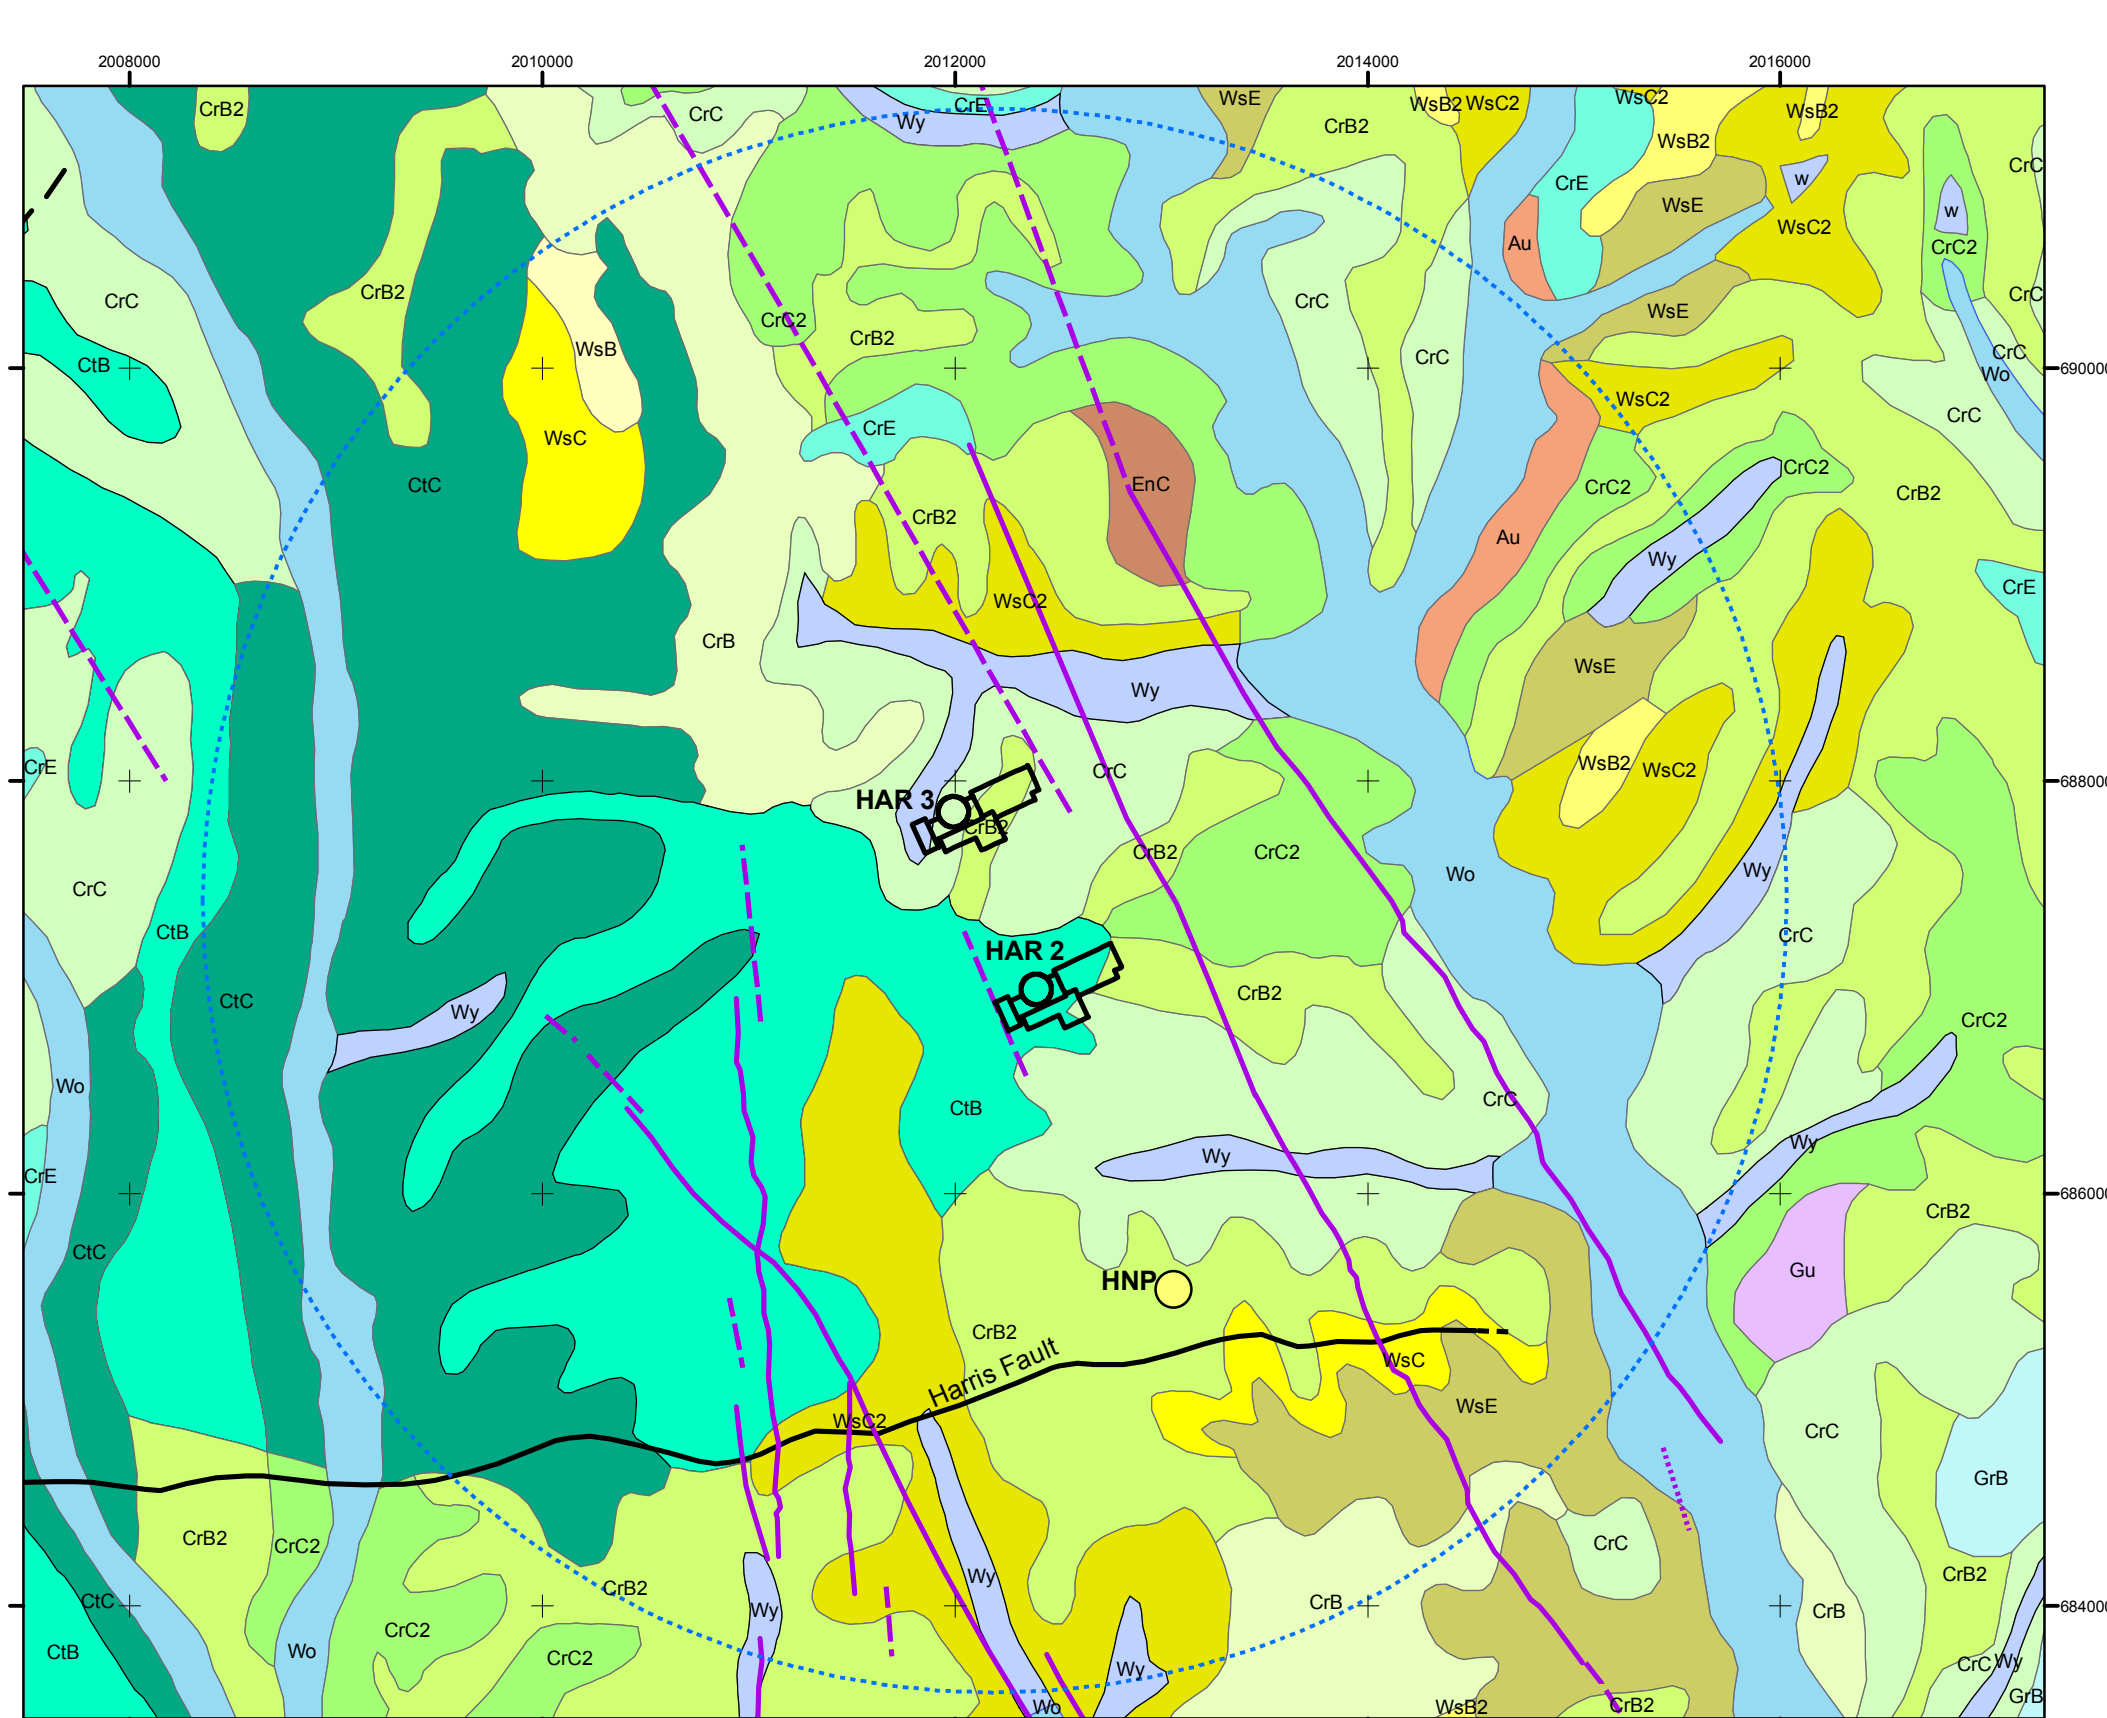 2008000 2010000 2012000 2014000 2016000
CrB2 CrC CrE WsE WsB2 WsC2 WsC2 WsB2
Wy CrB2 WsB2
CrC
w
CrE WsE w
Au WsC2 CrC2
CrB2 CrC CrC CrC
CtB CrC2 WsE
WsB CrB2 CrC CrC
690000
WsC2 Wo
CrC
WsC CrE
CrC2
CtC EnC CrC2 CrB2
CrB2
Au
Wy
WsC2 CrE
CrB WsE
Wy
CrE CrC WsB2 WsC2
688000
HAR 3
CrB2
CrB2 CrC2
CrC Wo Wy
CtB CrC
HAR 2
CtC Wy CrB2 CrC2
Wo CtB CrC
Wy Wy
CrE
686000
CrB2
CtC Gu
HNP
CrB2
Harris Fault
WsC
WsC2 WsE CrC
GrB
CrB2 CrC2 CrC
Wy CrB2
CrB2
CtC Wy CrB CrB
684000
CrC2
CtB Wo CrC2 Wy CrC Wy
Wo WsB2 CrB2 GrB